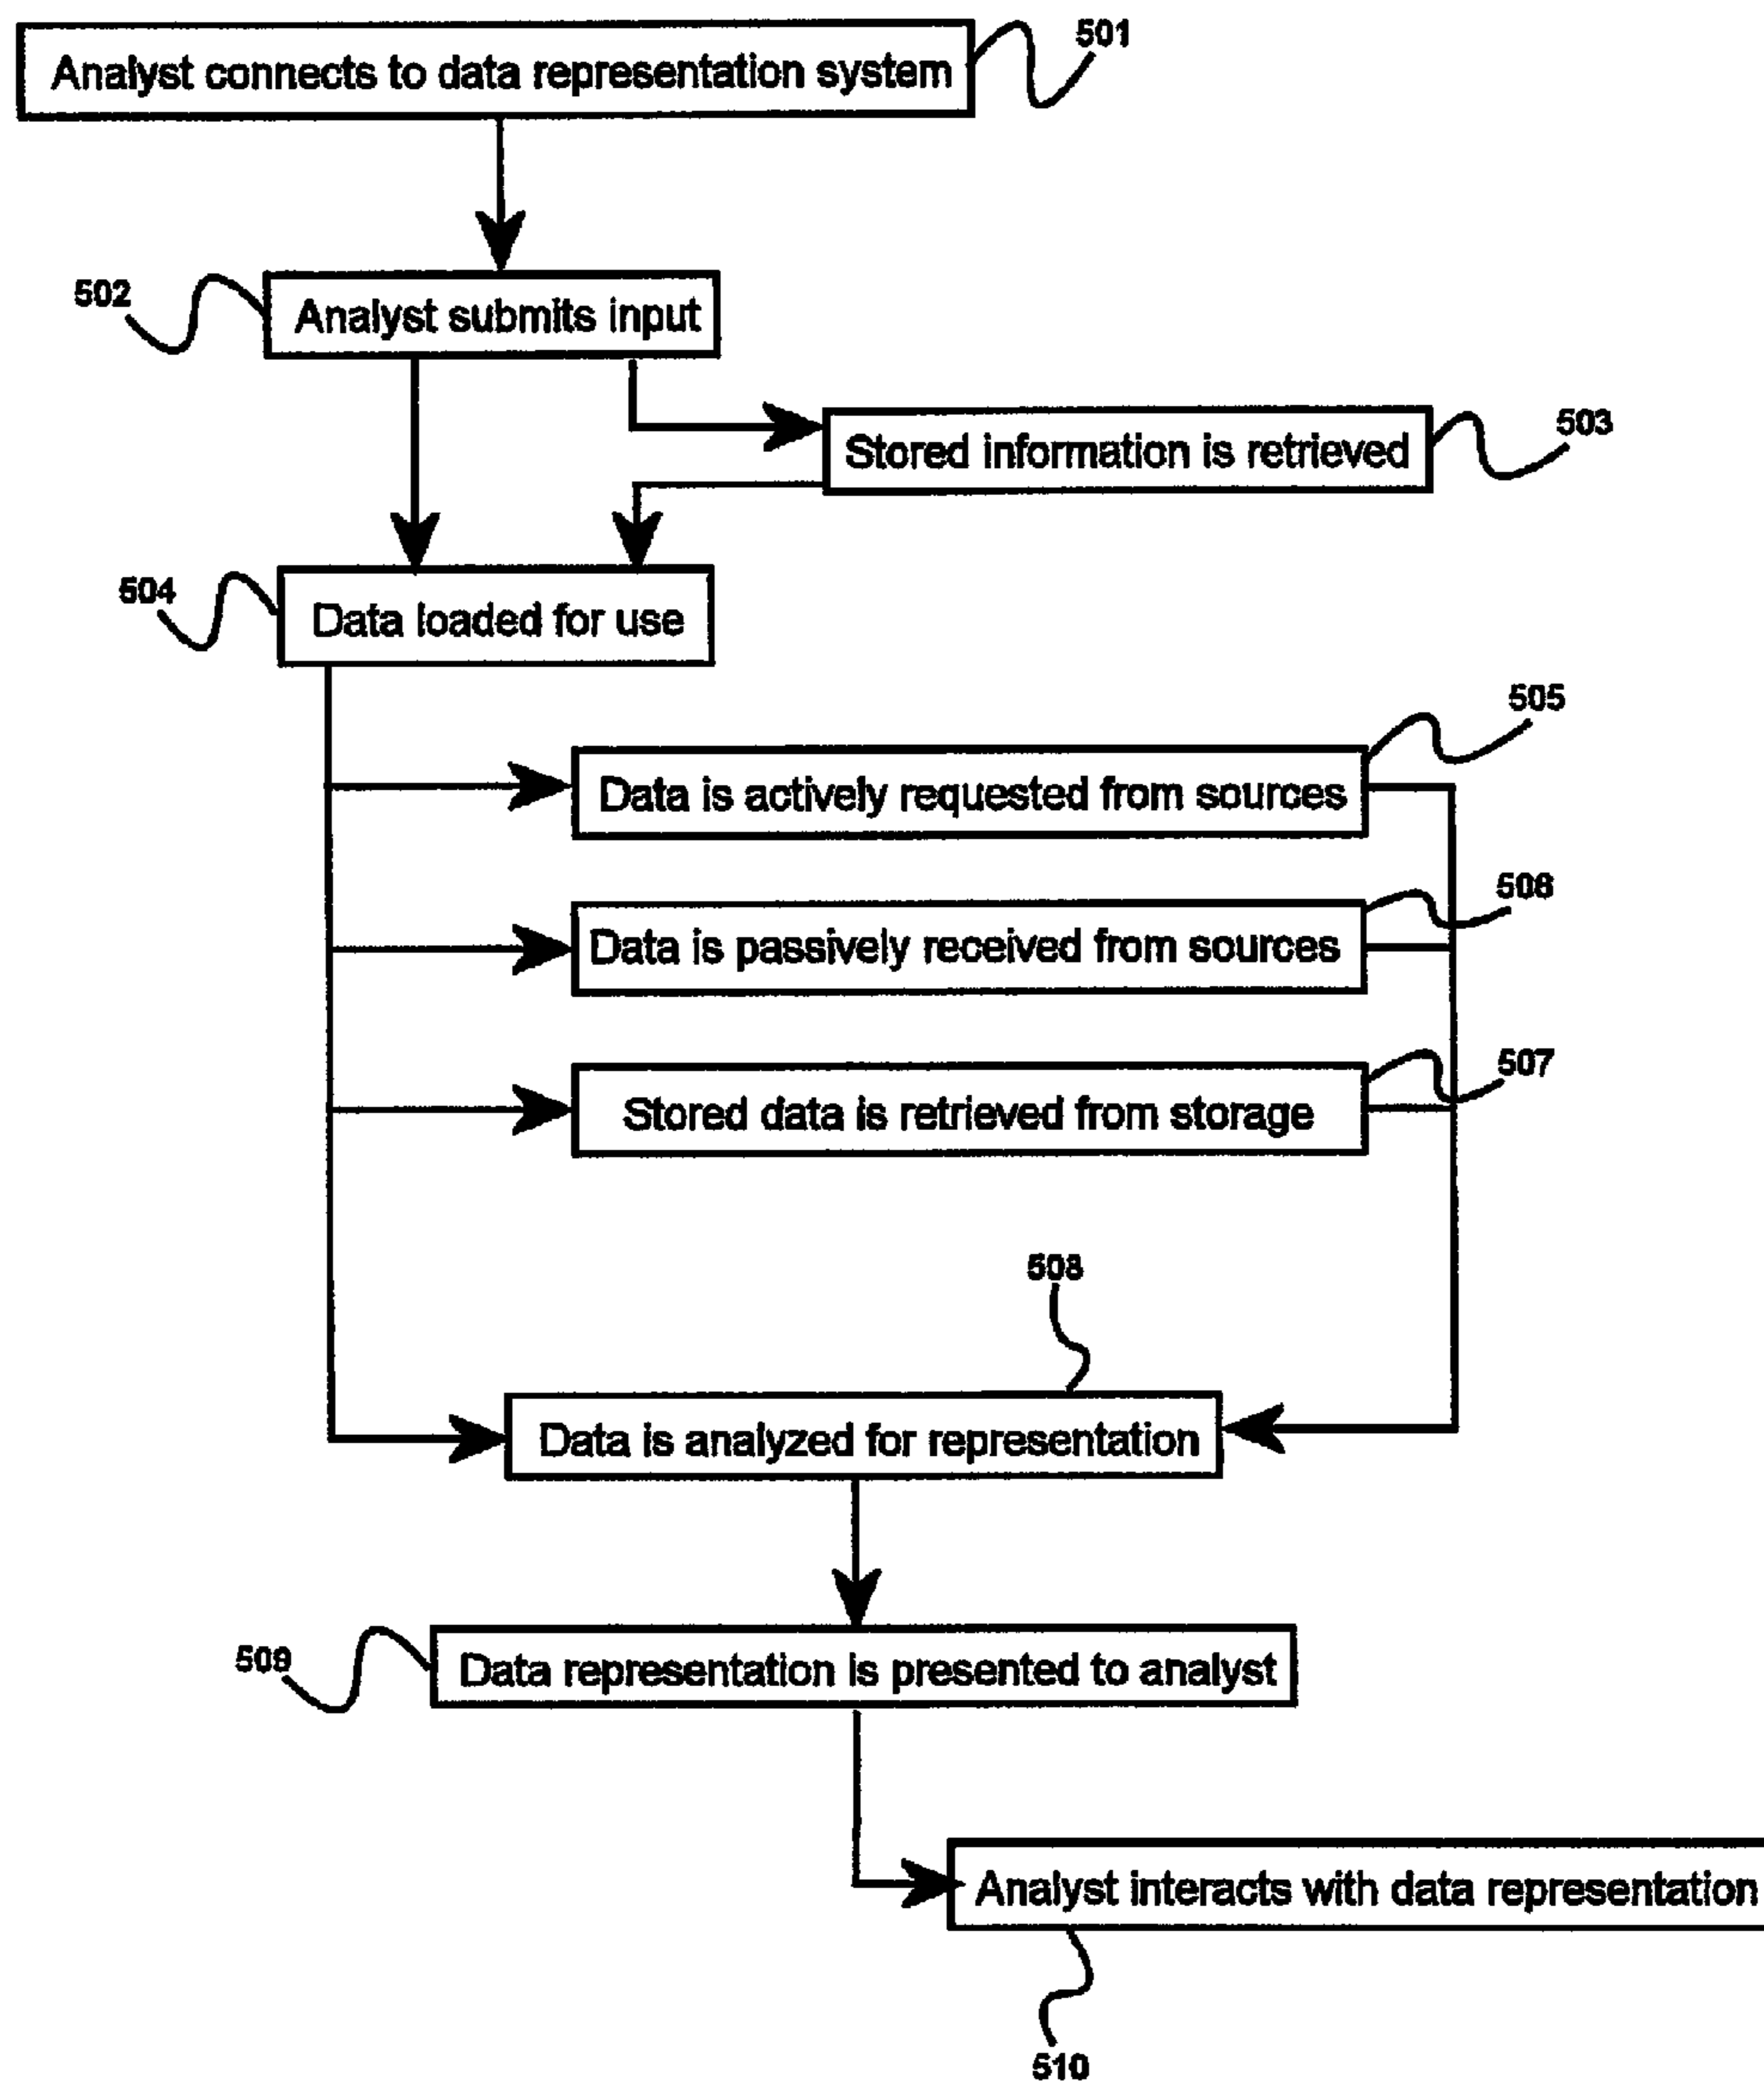 501
Analyst connects to data representation system
502
Analyst submits input
503
Stored information is retrieved
504
Data loaded for use
505
Data is actively requested from sources
506
Data is passively received from sources
507
Stored data is retrieved from storage
508
Data is analyzed for representation
509
Data representation is presented to analyst
Analyst interacts with data representation
510